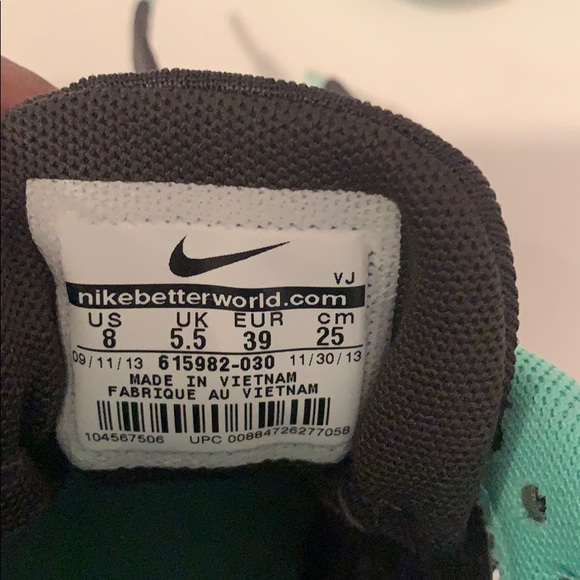 VJ
nikebetterworld.com
US UK EUR cm
8 5.5 39 25
09/11/13 615982-030 11/30/13
MADE IN VIETNAM
FABRIQUE AU VIETNAM
104567506 UPC 00884726277058